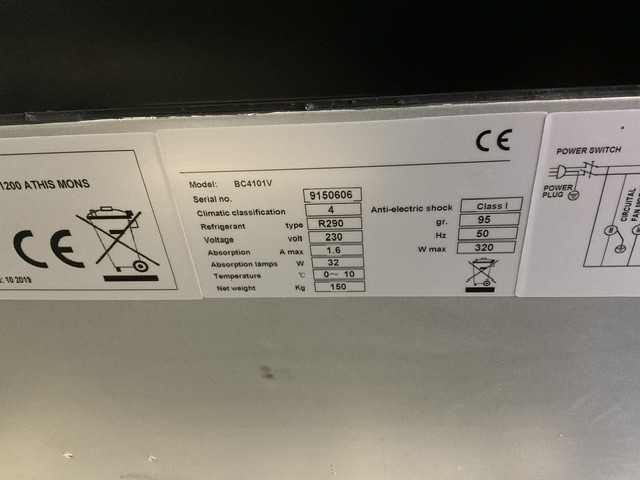 1200 ATHIS MONS
CE
10 2019
CE
Model: BC4101V
Serial no. 9150606
Climatic classification 4 Anti-electric shock Class I
Refrigerant type R290 gr. 95
Voltage volt 230 Hz 50
Absorption A max 1.6 W max 320
Absorption lamps W 32
Temperature °C 0~ 10
Net weight Kg 150
POWER SWITCH
POWER
PLUG
CIRCUITAL
FAN
M